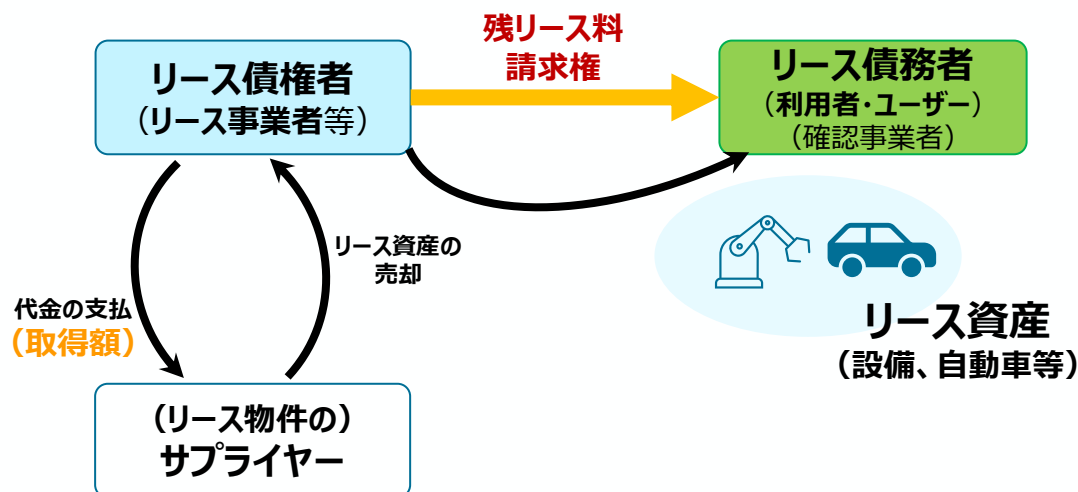 残リース料
請求権
リース債権者
（リース事業者等）
リース債務者
（利用者・ユーザー）
（確認事業者）
リース資産の
売却
代金の支払
（取得額）
リース資産
（設備、自動車等）
（リース物件の）
サプライヤー